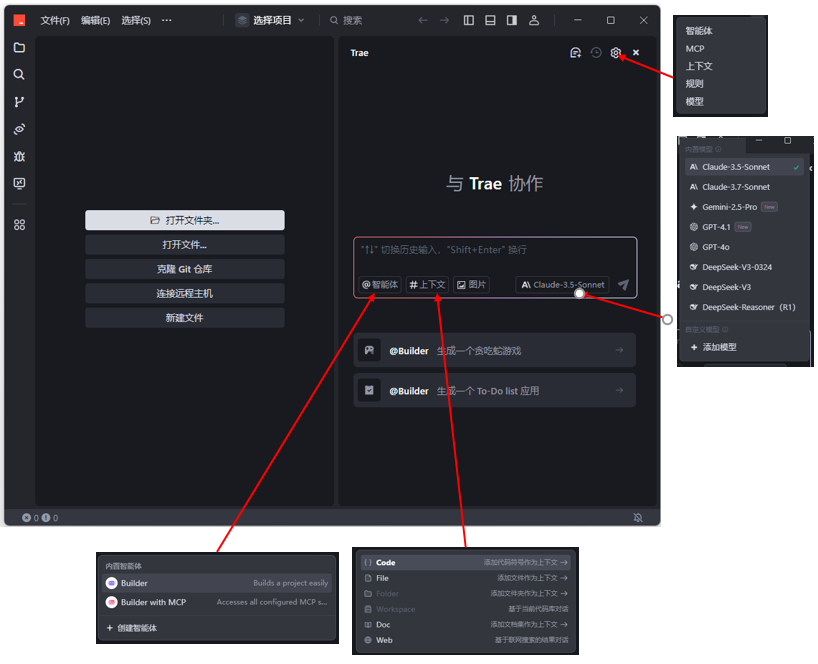 文件(F) 编辑(E) 选择(S) ··· 选择项目 搜索
Trae
与 Trae 协作
打开文件夹...
打开文件...
克隆 Git 仓库
连接远程主机
新建文件
"↑↓" 切换历史输入，"Shift+Enter" 换行
@智能体 #上下文 图片 Claude-3.5-Sonnet
@Builder 生成一个贪吃蛇游戏
@Builder 生成一个 To-Do list 应用
0 0
智能体
MCP
上下文
规则
模型
内置模型
Claude-3.5-Sonnet
Claude-3.7-Sonnet
Gemini-2.5-Pro New
GPT-4.1 New
GPT-4o
DeepSeek-V3-0324
DeepSeek-V3
DeepSeek-Reasoner（R1）
自定义模型
+ 添加模型
内置智能体
Builder Builds a project easily
Builder with MCP Accesses all configured MCP s...
+ 创建智能体
Code 添加代码符号作为上下文
File 添加文件作为上下文
Folder 添加文件夹作为上下文
Workspace 基于当前代码库对话
Doc 添加文档集作为上下文
Web 基于联网搜索的结果对话